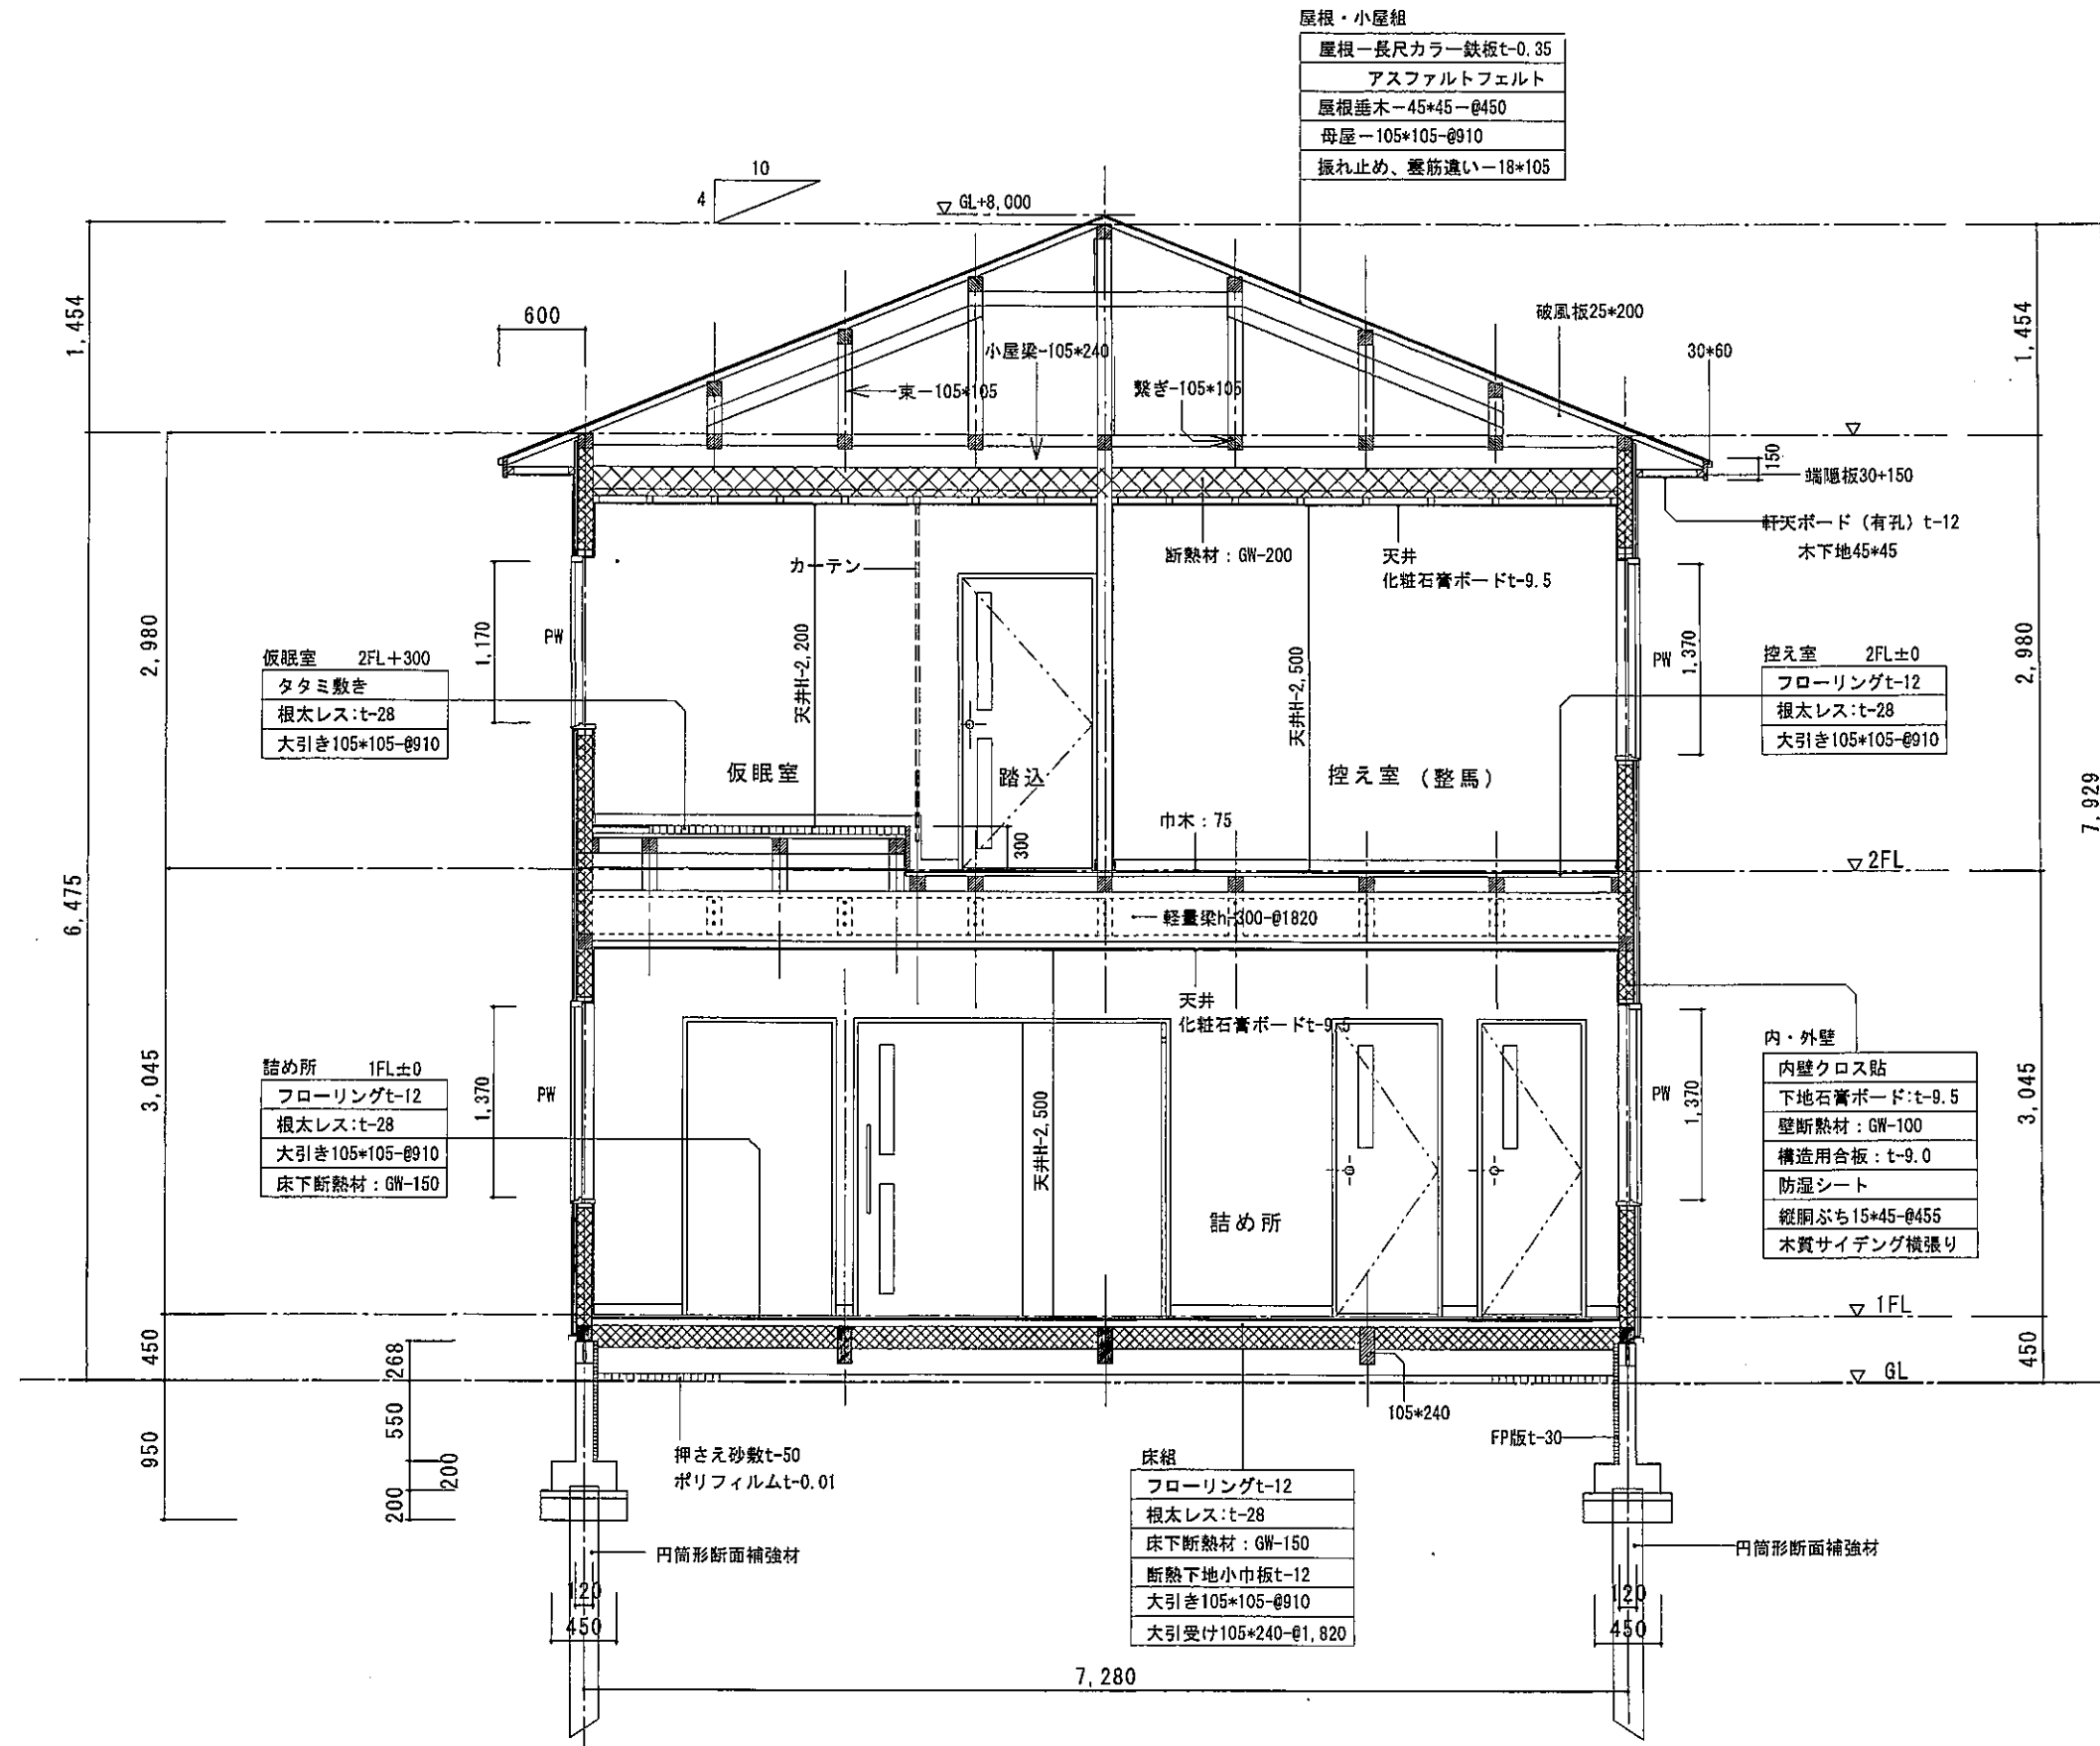 屋根・小屋組
屋根ー長尺カラー鉄板t-0.35
アスファルトフェルト
屋根垂木ー45*45ー@450
母屋ー105*105-@910
振れ止め、雲筋違いー18*105
10
4
GL+8,000
1,454
600
小屋梁-105*240
束ー105*105
繋ぎ-105*105
破風板25*200
30*60
1,454
150
端隠板30+150
軒天ボード（有孔）t-12
木下地45*45
カーテン
断熱材：GW-200
天井
化粧石膏ボードt-9.5
2,980
1,170
PW
天井H-2,200
天井H-2,500
PW
1,370
2,980
7,929
仮眠室 2FL＋300
タタミ敷き
根太レス:t-28
大引き105*105-@910
控え室 2FL±0
フローリングt-12
根太レス:t-28
大引き105*105-@910
仮眠室
踏込
控え室（整馬）
巾木：75
300
2FL
6,475
軽量梁h-300-@1820
天井
化粧石膏ボードt-9.5
3,045
詰め所 1FL±0
フローリングt-12
根太レス:t-28
大引き105*105-@910
床下断熱材：GW-150
1,370
PW
天井H-2,500
詰め所
PW
1,370
3,045
内・外壁
内壁クロス貼
下地石膏ボード:t-9.5
壁断熱材：GW-100
構造用合板：t-9.0
防湿シート
縦胴ぶち15*45-@455
木質サイデング横張り
1FL
450
268
450
GL
950
550
200
200
押さえ砂敷t-50
ポリフィルムt-0.01
105*240
FP版t-30
床組
フローリングt-12
根太レス:t-28
床下断熱材：GW-150
断熱下地小巾板t-12
大引き105*105-@910
大引受け105*240-@1,820
円筒形断面補強材
円筒形断面補強材
120
450
120
450
7,280